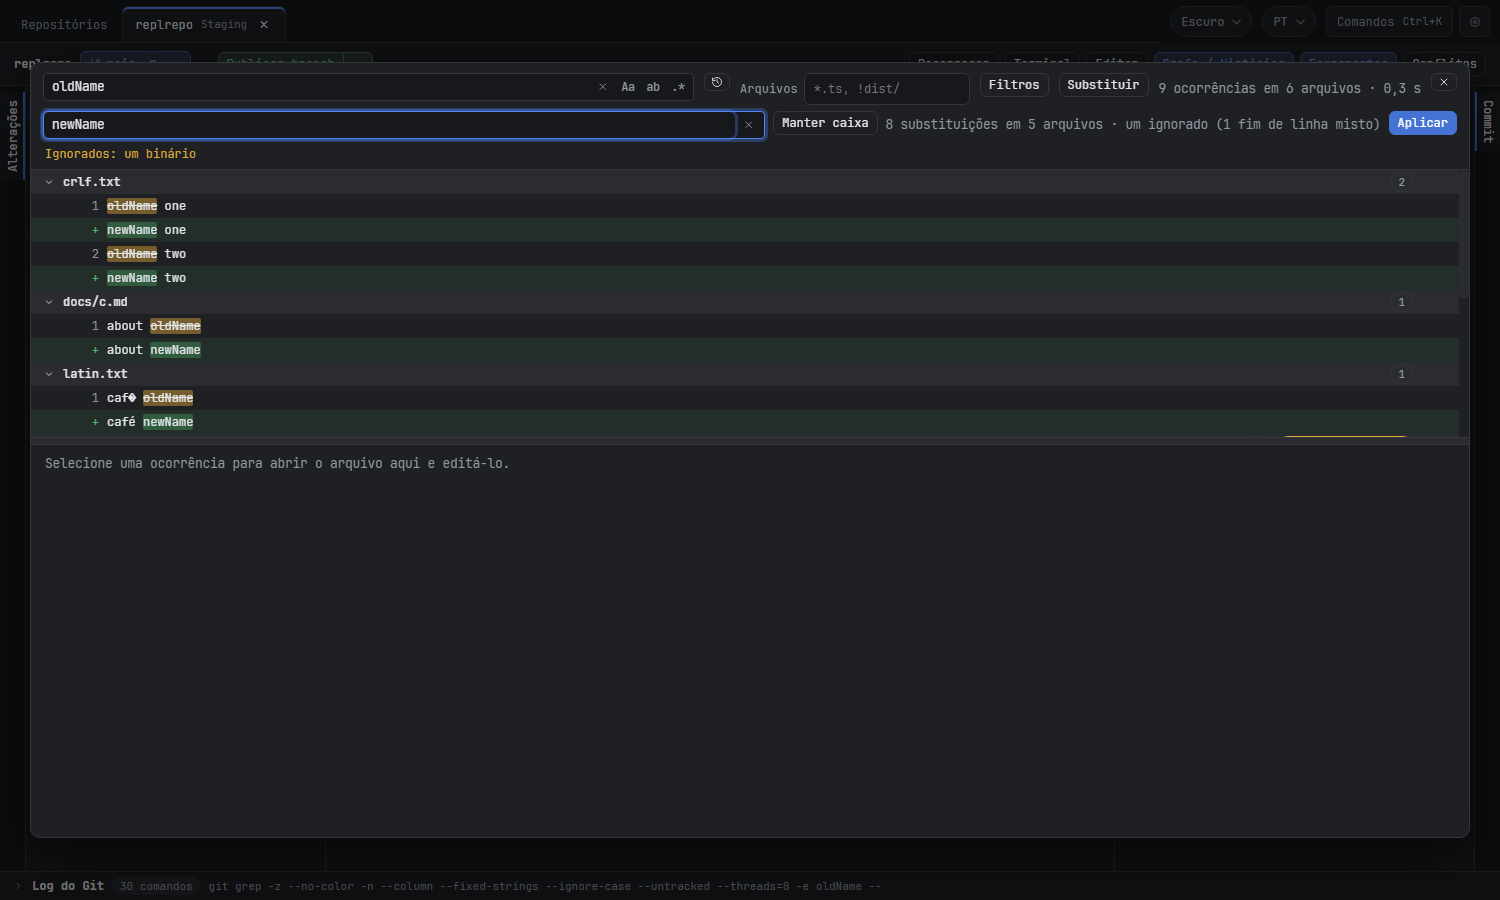 Repositórios replrepo Staging × Escuro PT Comandos Ctrl+K
oldName × Aa ab .* Arquivos *.ts, !dist/ Filtros Substituir 9 ocorrências em 6 arquivos · 0,3 s ×
newName × Manter caixa 8 substituições em 5 arquivos · um ignorado (1 fim de linha misto) Aplicar
Ignorados: um binário
Alterações
Commit
crlf.txt 2
1 oldName one
+ newName one
2 oldName two
+ newName two
docs/c.md 1
1 about oldName
+ about newName
latin.txt 1
1 caf� oldName
+ café newName
Selecione uma ocorrência para abrir o arquivo aqui e editá-lo.
› Log do Git 30 comandos git grep -z --no-color -n --column --fixed-strings --ignore-case --untracked --threads=8 -e oldName --